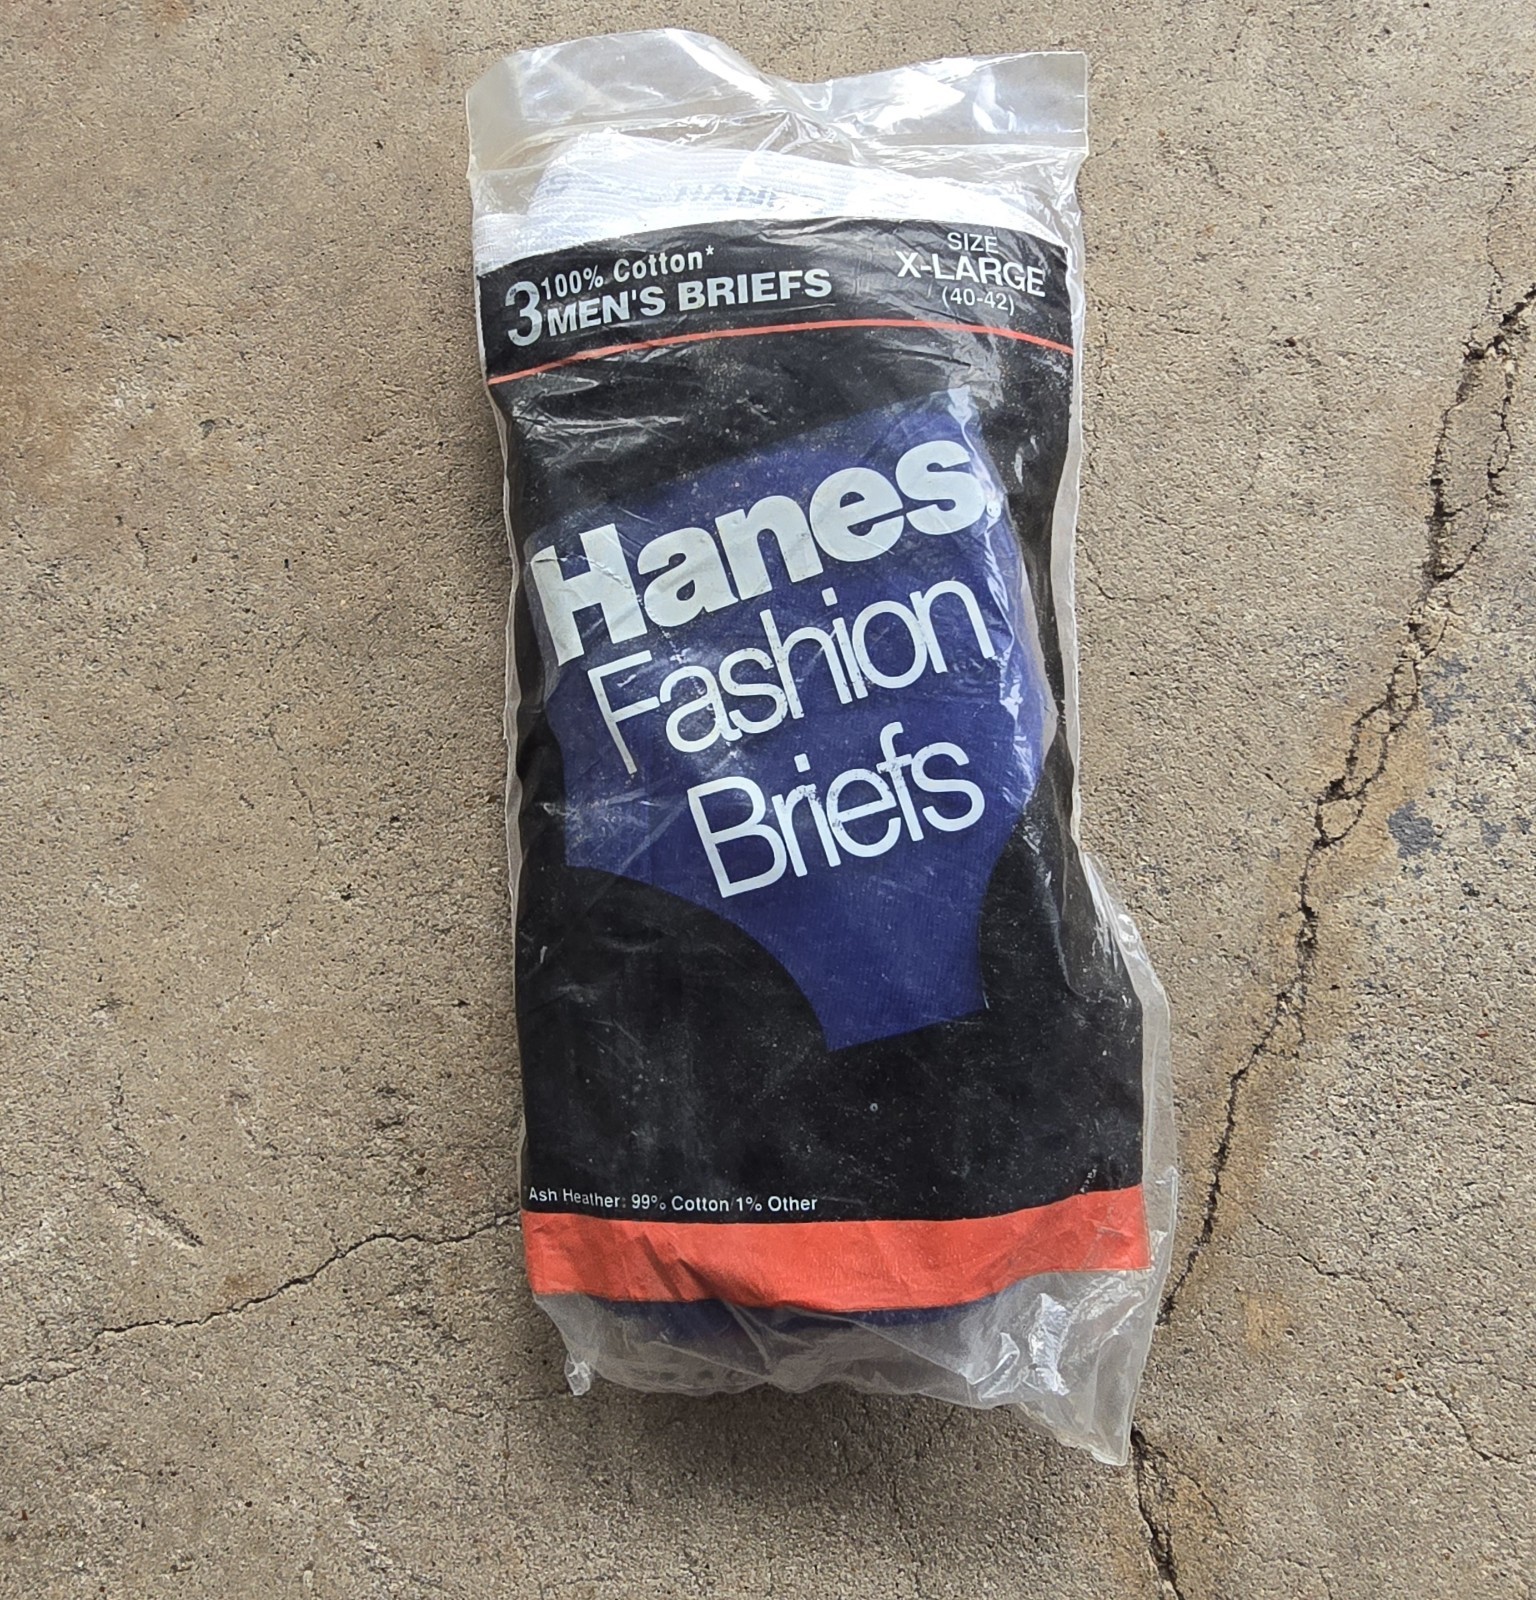 3 100% Cotton*
MEN'S BRIEFS
SIZE
X-LARGE
(40-42)
Hanes
Fashion
Briefs
*Ash Heather: 99% Cotton 1% Other